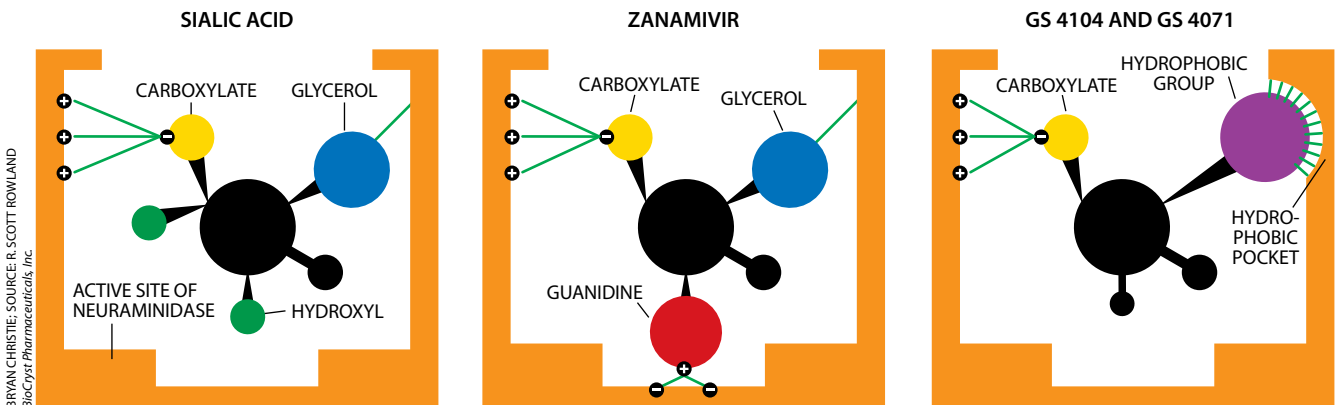 SIALIC ACID
CARBOXYLATE
GLYCEROL
HYDROXYL
ACTIVE SITE OF
NEURAMINIDASE
ZANAMIVIR
CARBOXYLATE
GLYCEROL
GUANIDINE
GS 4104 AND GS 4071
CARBOXYLATE
HYDROPHOBIC
GROUP
HYDRO-
PHOBIC
POCKET
BRYAN CHRISTIE; SOURCE: R. SCOTT ROWLAND
BioCryst Pharmaceuticals, Inc.